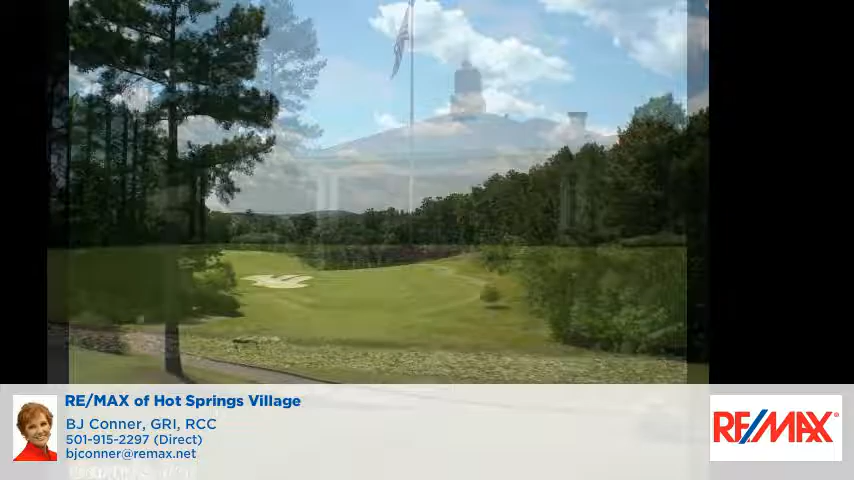 RE/MAX of Hot Springs Village
BJ Conner, GRI, RCC
501-915-2297 (Direct)
bjconner@remax.net
RE/MAX®